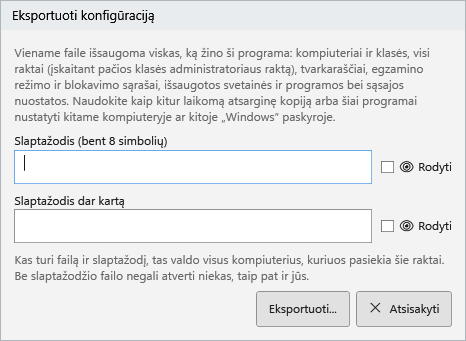 Eksportuoti konfigūraciją
Viename faile išsaugoma viskas, ką žino ši programa: kompiuteriai ir klasės, visi
raktai (įskaitant pačios klasės administratoriaus raktą), tvarkaraščiai, egzamino
režimo ir blokavimo sąrašai, išsaugotos svetainės ir programos bei sąsajos
nuostatos. Naudokite kaip kitur laikomą atsarginę kopiją arba šiai programai
nustatyti kitame kompiuteryje ar kitoje „Windows“ paskyroje.
Slaptažodis (bent 8 simbolių)
Rodyti
Slaptažodis dar kartą
Rodyti
Kas turi failą ir slaptažodį, tas valdo visus kompiuterius, kuriuos pasiekia šie raktai.
Be slaptažodžio failo negali atverti niekas, taip pat ir jūs.
Eksportuoti... Atsisakyti